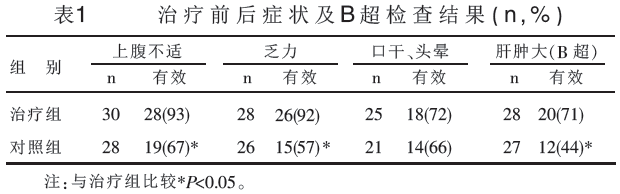 表1 治疗前后症状及B超检查结果(n,%)
组 别 上腹不适 乏力 口干、头晕 肝肿大(B 超)
n 有效 n 有效 n 有效 n 有效
治疗组 30 28(93) 28 26(92) 25 18(72) 28 20(71)
对照组 28 19(67)* 26 15(57)* 21 14(66) 27 12(44)*
注:与治疗组比较*P<0.05。